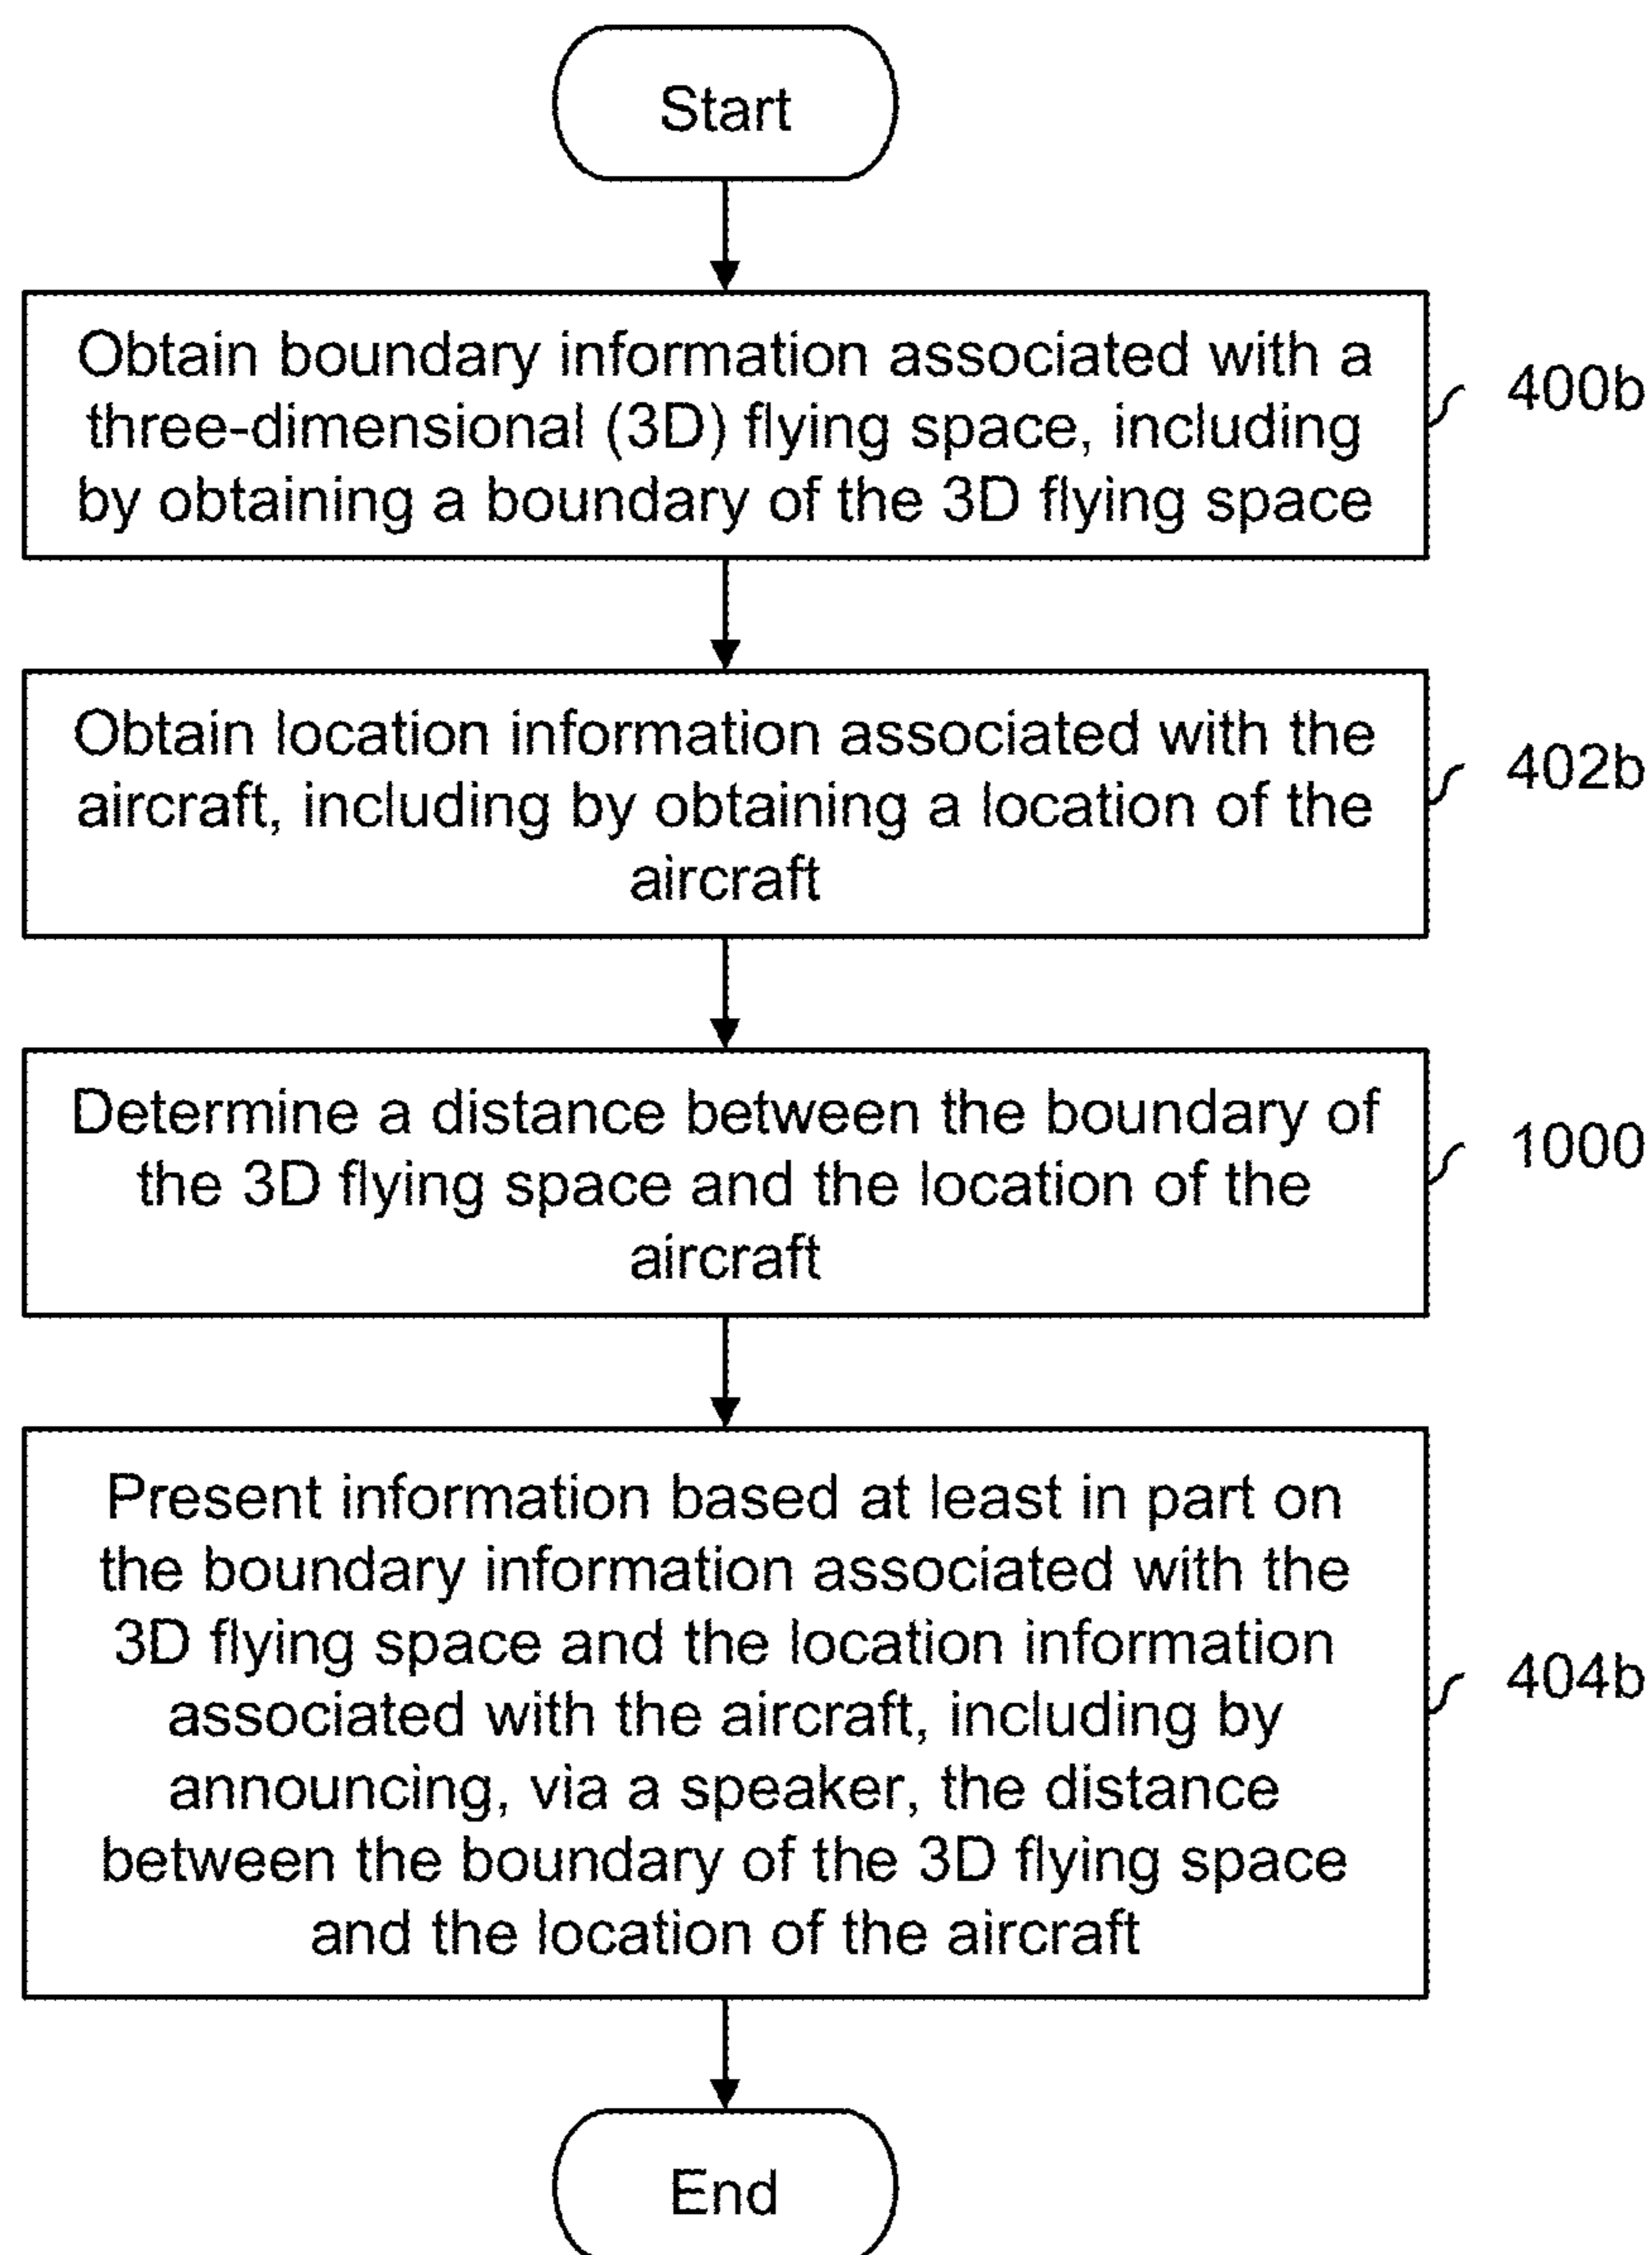 Start
Obtain boundary information associated with a
three-dimensional (3D) flying space, including
by obtaining a boundary of the 3D flying space
400b
Obtain location information associated with the
aircraft, including by obtaining a location of the
aircraft
402b
Determine a distance between the boundary of
the 3D flying space and the location of the
aircraft
1000
Present information based at least in part on
the boundary information associated with the
3D flying space and the location information
associated with the aircraft, including by
announcing, via a speaker, the distance
between the boundary of the 3D flying space
and the location of the aircraft
404b
End